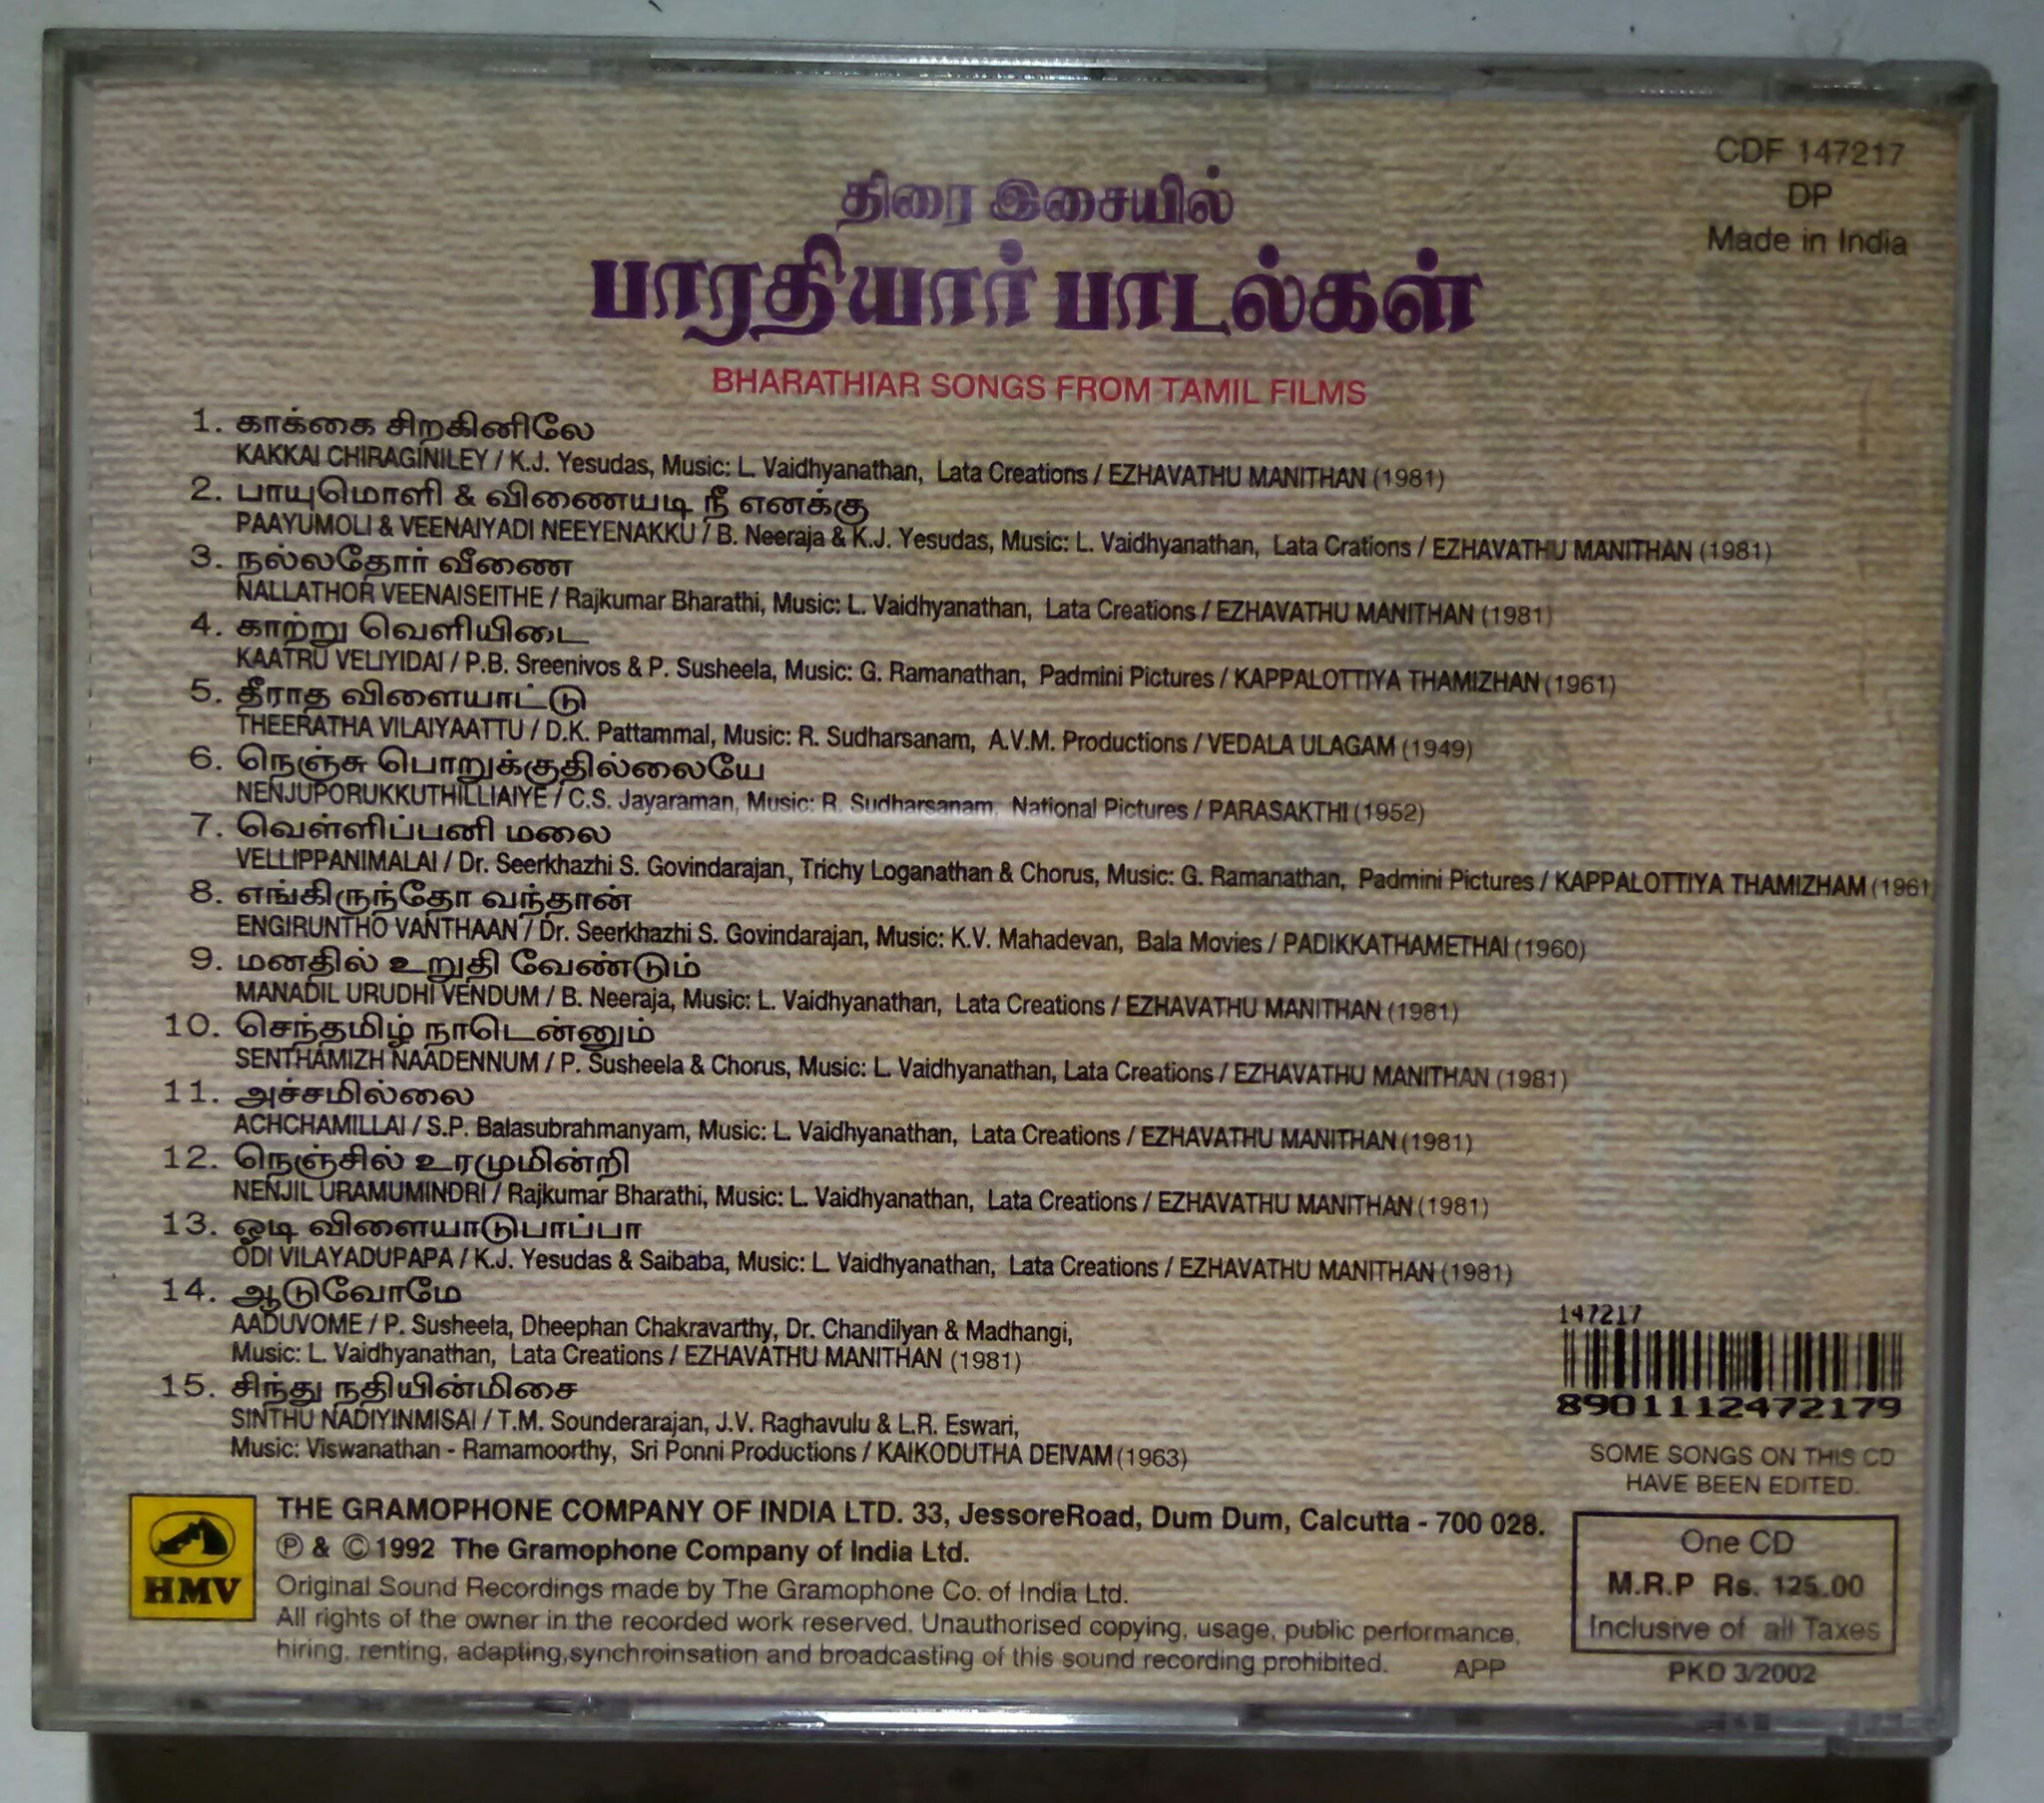 CDF 147217
DP
Made in India
திரை இசையில்
பாரதியார் பாடல்கள்
BHARATHIAR SONGS FROM TAMIL FILMS
1. காக்கை சிறகினிலே
KAKKAI CHIRAGINILEY / K.J. Yesudas, Music: L. Vaidhyanathan, Lata Creations / EZHAVATHU MANITHAN (1981)
2. பாயுமொளி & விணையடி நீ எனக்கு
PAAYUMOLI & VEENAIYADI NEEYENAKKU / B. Neeraja & K.J. Yesudas, Music: L. Vaidhyanathan, Lata Crations / EZHAVATHU MANITHAN (1981)
3. நல்லதோர் வீணை
NALLATHOR VEENAISEITHE / Rajkumar Bharathi, Music: L. Vaidhyanathan, Lata Creations / EZHAVATHU MANITHAN (1981)
4. காற்று வெளியிடை
KAATRU VELIYIDAI / P.B. Sreenivos & P. Susheela, Music: G. Ramanathan, Padmini Pictures / KAPPALOTTIYA THAMIZHAN (1961)
5. தீராத விளையாட்டு
THEERATHA VILAIYAATTU / D.K. Pattammal, Music: R. Sudharsanam, A.V.M. Productions / VEDALA ULAGAM (1949)
6. நெஞ்சு பொறுக்குதில்லையே
NENJUPORUKKUTHILLIAIYE / C.S. Jayaraman, Music: R. Sudharsanam, National Pictures / PARASAKTHI (1952)
7. வெள்ளிப்பனி மலை
VELLIPPANIMALAI / Dr. Seerkhazhi S. Govindarajan, Trichy Loganathan & Chorus, Music: G. Ramanathan, Padmini Pictures / KAPPALOTTIYA THAMIZHAM (1961
8. எங்கிருந்தோ வந்தான்
ENGIRUNTHO VANTHAAN / Dr. Seerkhazhi S. Govindarajan, Music: K.V. Mahadevan, Bala Movies / PADIKKATHAMETHAI (1960)
9. மனதில் உறுதி வேண்டும்
MANADIL URUDHI VENDUM / B. Neeraja, Music: L. Vaidhyanathan, Lata Creations / EZHAVATHU MANITHAN (1981)
10. செந்தமிழ் நாடென்னும்
SENTHAMIZH NAADENNUM / P. Susheela & Chorus, Music: L. Vaidhyanathan, Lata Creations / EZHAVATHU MANITHAN (1981)
11. அச்சமில்லை
ACHCHAMILLAI / S.P. Balasubrahmanyam, Music: L. Vaidhyanathan, Lata Creations / EZHAVATHU MANITHAN (1981)
12. நெஞ்சில் உரமுமின்றி
NENJIL URAMUMINDRI / Rajkumar Bharathi, Music: L. Vaidhyanathan, Lata Creations / EZHAVATHU MANITHAN (1981)
13. ஓடி விளையாடுபாப்பா
ODI VILAYADUPAPA / K.J. Yesudas & Saibaba, Music: L. Vaidhyanathan, Lata Creations / EZHAVATHU MANITHAN (1981)
14. ஆடுவோமே
AADUVOME / P. Susheela, Dheephan Chakravarthy, Dr. Chandilyan & Madhangi,
Music: L. Vaidhyanathan, Lata Creations / EZHAVATHU MANITHAN (1981)
15. சிந்து நதியின்மிசை
SINTHU NADIYINMISAI / T.M. Sounderarajan, J.V. Raghavulu & L.R. Eswari,
Music: Viswanathan - Ramamoorthy, Sri Ponni Productions / KAIKODUTHA DEIVAM (1963)
147217
8901112472179
SOME SONGS ON THIS CD
HAVE BEEN EDITED.
HMV
THE GRAMOPHONE COMPANY OF INDIA LTD. 33, JessoreRoad, Dum Dum, Calcutta - 700 028.
Ⓟ & © 1992 The Gramophone Company of India Ltd.
Original Sound Recordings made by The Gramophone Co. of India Ltd.
All rights of the owner in the recorded work reserved. Unauthorised copying, usage, public performance,
hiring, renting, adapting,synchroinsation and broadcasting of this sound recording prohibited. APP
One CD
M.R.P Rs. 125.00
Inclusive of all Taxes
PKD 3/2002